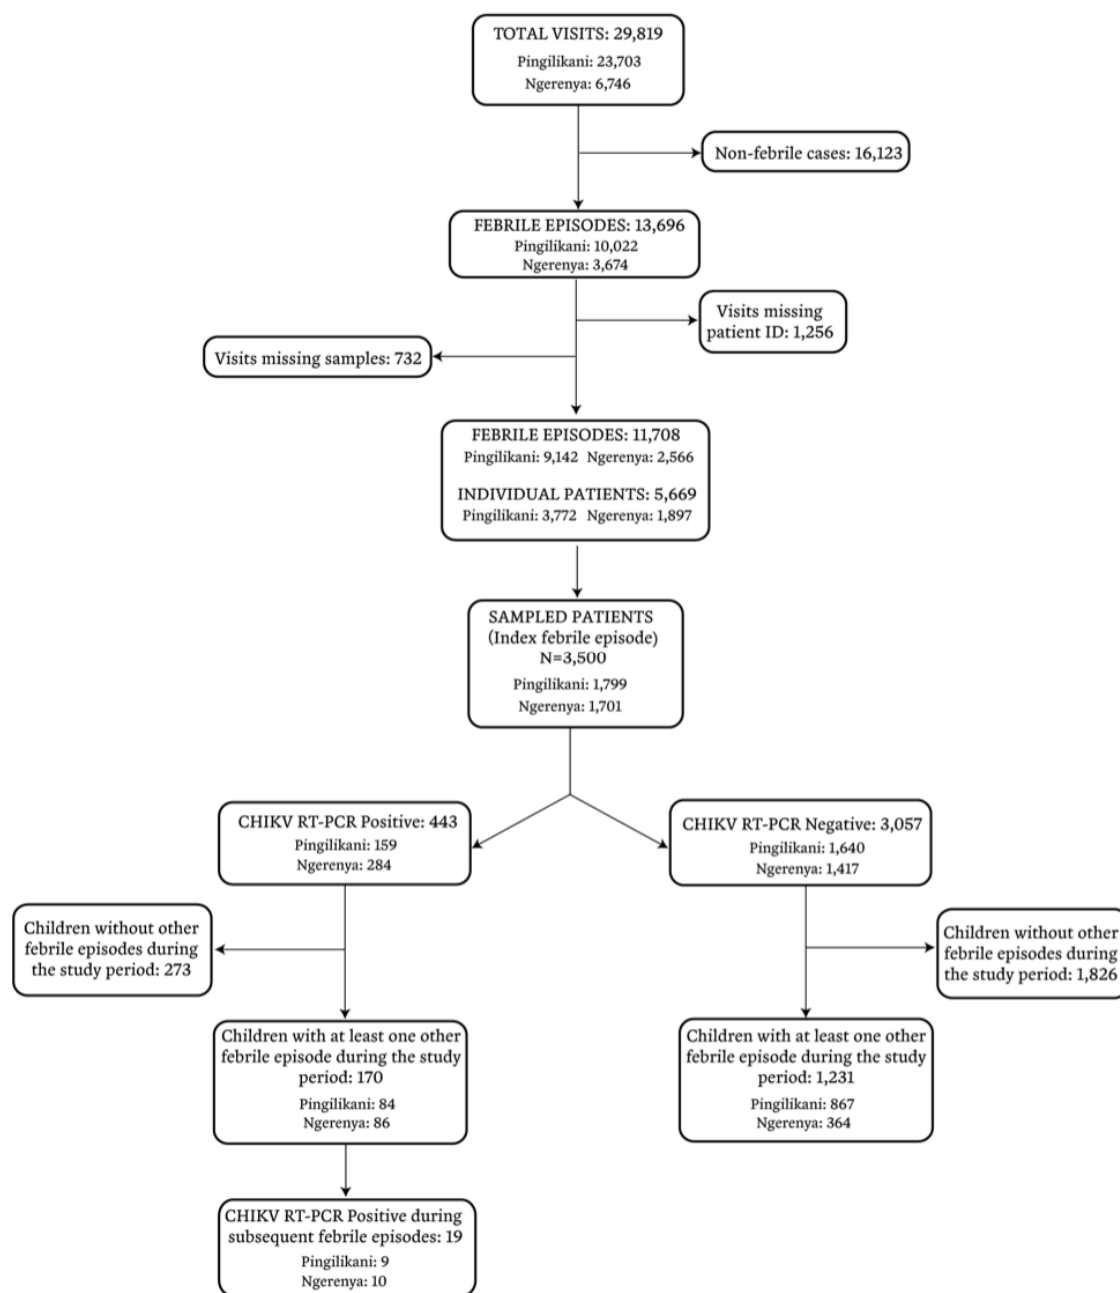 TOTAL VISITS: 29,819
Pingilikani: 23,703
Ngerenya: 6,746
Non-febrile cases: 16,123
FEBRILE EPISODES: 13,696
Pingilikani: 10,022
Ngerenya: 3,674
Visits missing
patient ID: 1,256
Visits missing samples: 732
FEBRILE EPISODES: 11,708
Pingilikani: 9,142 Ngerenya: 2,566
INDIVIDUAL PATIENTS: 5,669
Pingilikani: 3,772 Ngerenya: 1,897
SAMPLED PATIENTS
(Index febrile episode)
N=3,500
Pingilikani: 1,799
Ngerenya: 1,701
CHIKV RT-PCR Positive: 443
Pingilikani: 159
Ngerenya: 284
CHIKV RT-PCR Negative: 3,057
Pingilikani: 1,640
Ngerenya: 1,417
Children without other
febrile episodes during
the study period: 273
Children without other
febrile episodes during
the study period: 1,826
Children with at least one other
febrile episode during the study
period: 170
Pingilikani: 84
Ngerenya: 86
Children with at least one other
febrile episode during the study
period: 1,231
Pingilikani: 867
Ngerenya: 364
CHIKV RT-PCR Positive during
subsequent febrile episodes: 19
Pingilikani: 9
Ngerenya: 10